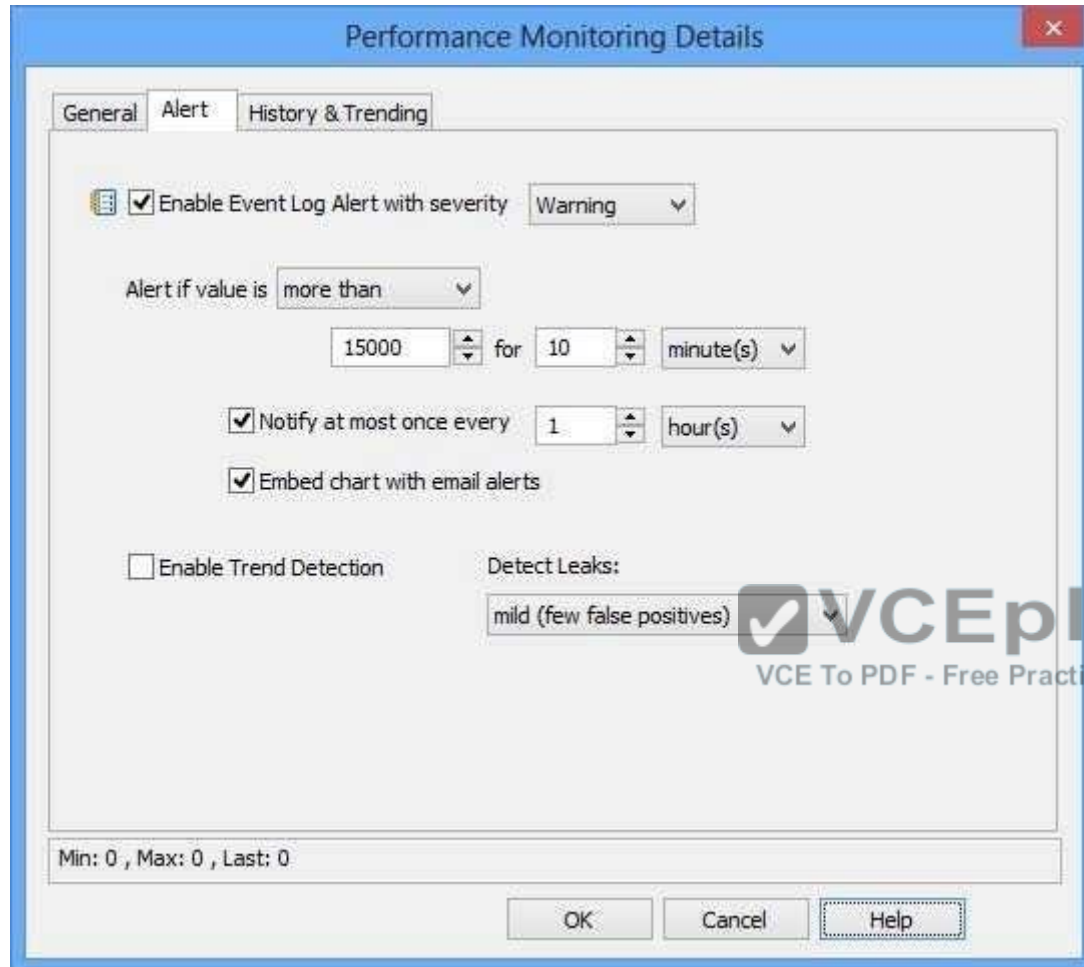 Performance Monitoring Details
General Alert History & Trending
Enable Event Log Alert with severity Warning
Alert if value is more than
15000 for 10 minute(s)
Notify at most once every 1 hour(s)
Embed chart with email alerts
Enable Trend Detection Detect Leaks:
mild (few false positives)
VCEpl
VCE To PDF - Free Practi
Min: 0 , Max: 0 , Last: 0
OK Cancel Help